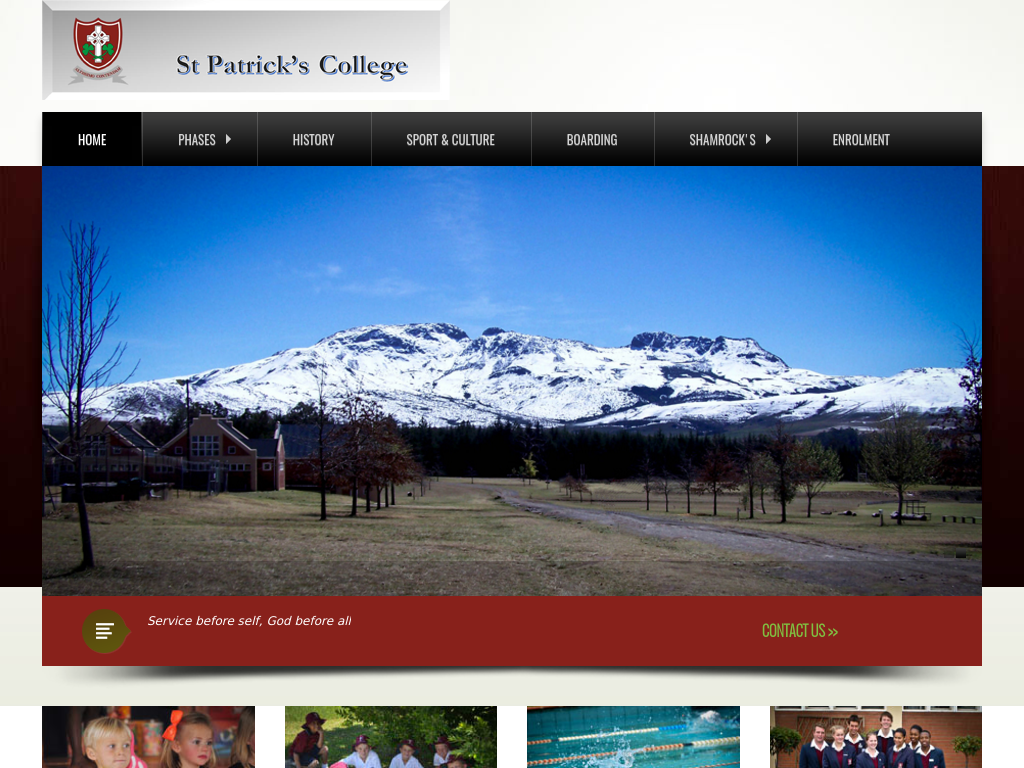 St Patrick's College
HOME
PHASES
HISTORY
SPORT & CULTURE
BOARDING
SHAMROCK'S
ENROLMENT
Service before self, God before all
CONTACT US >>